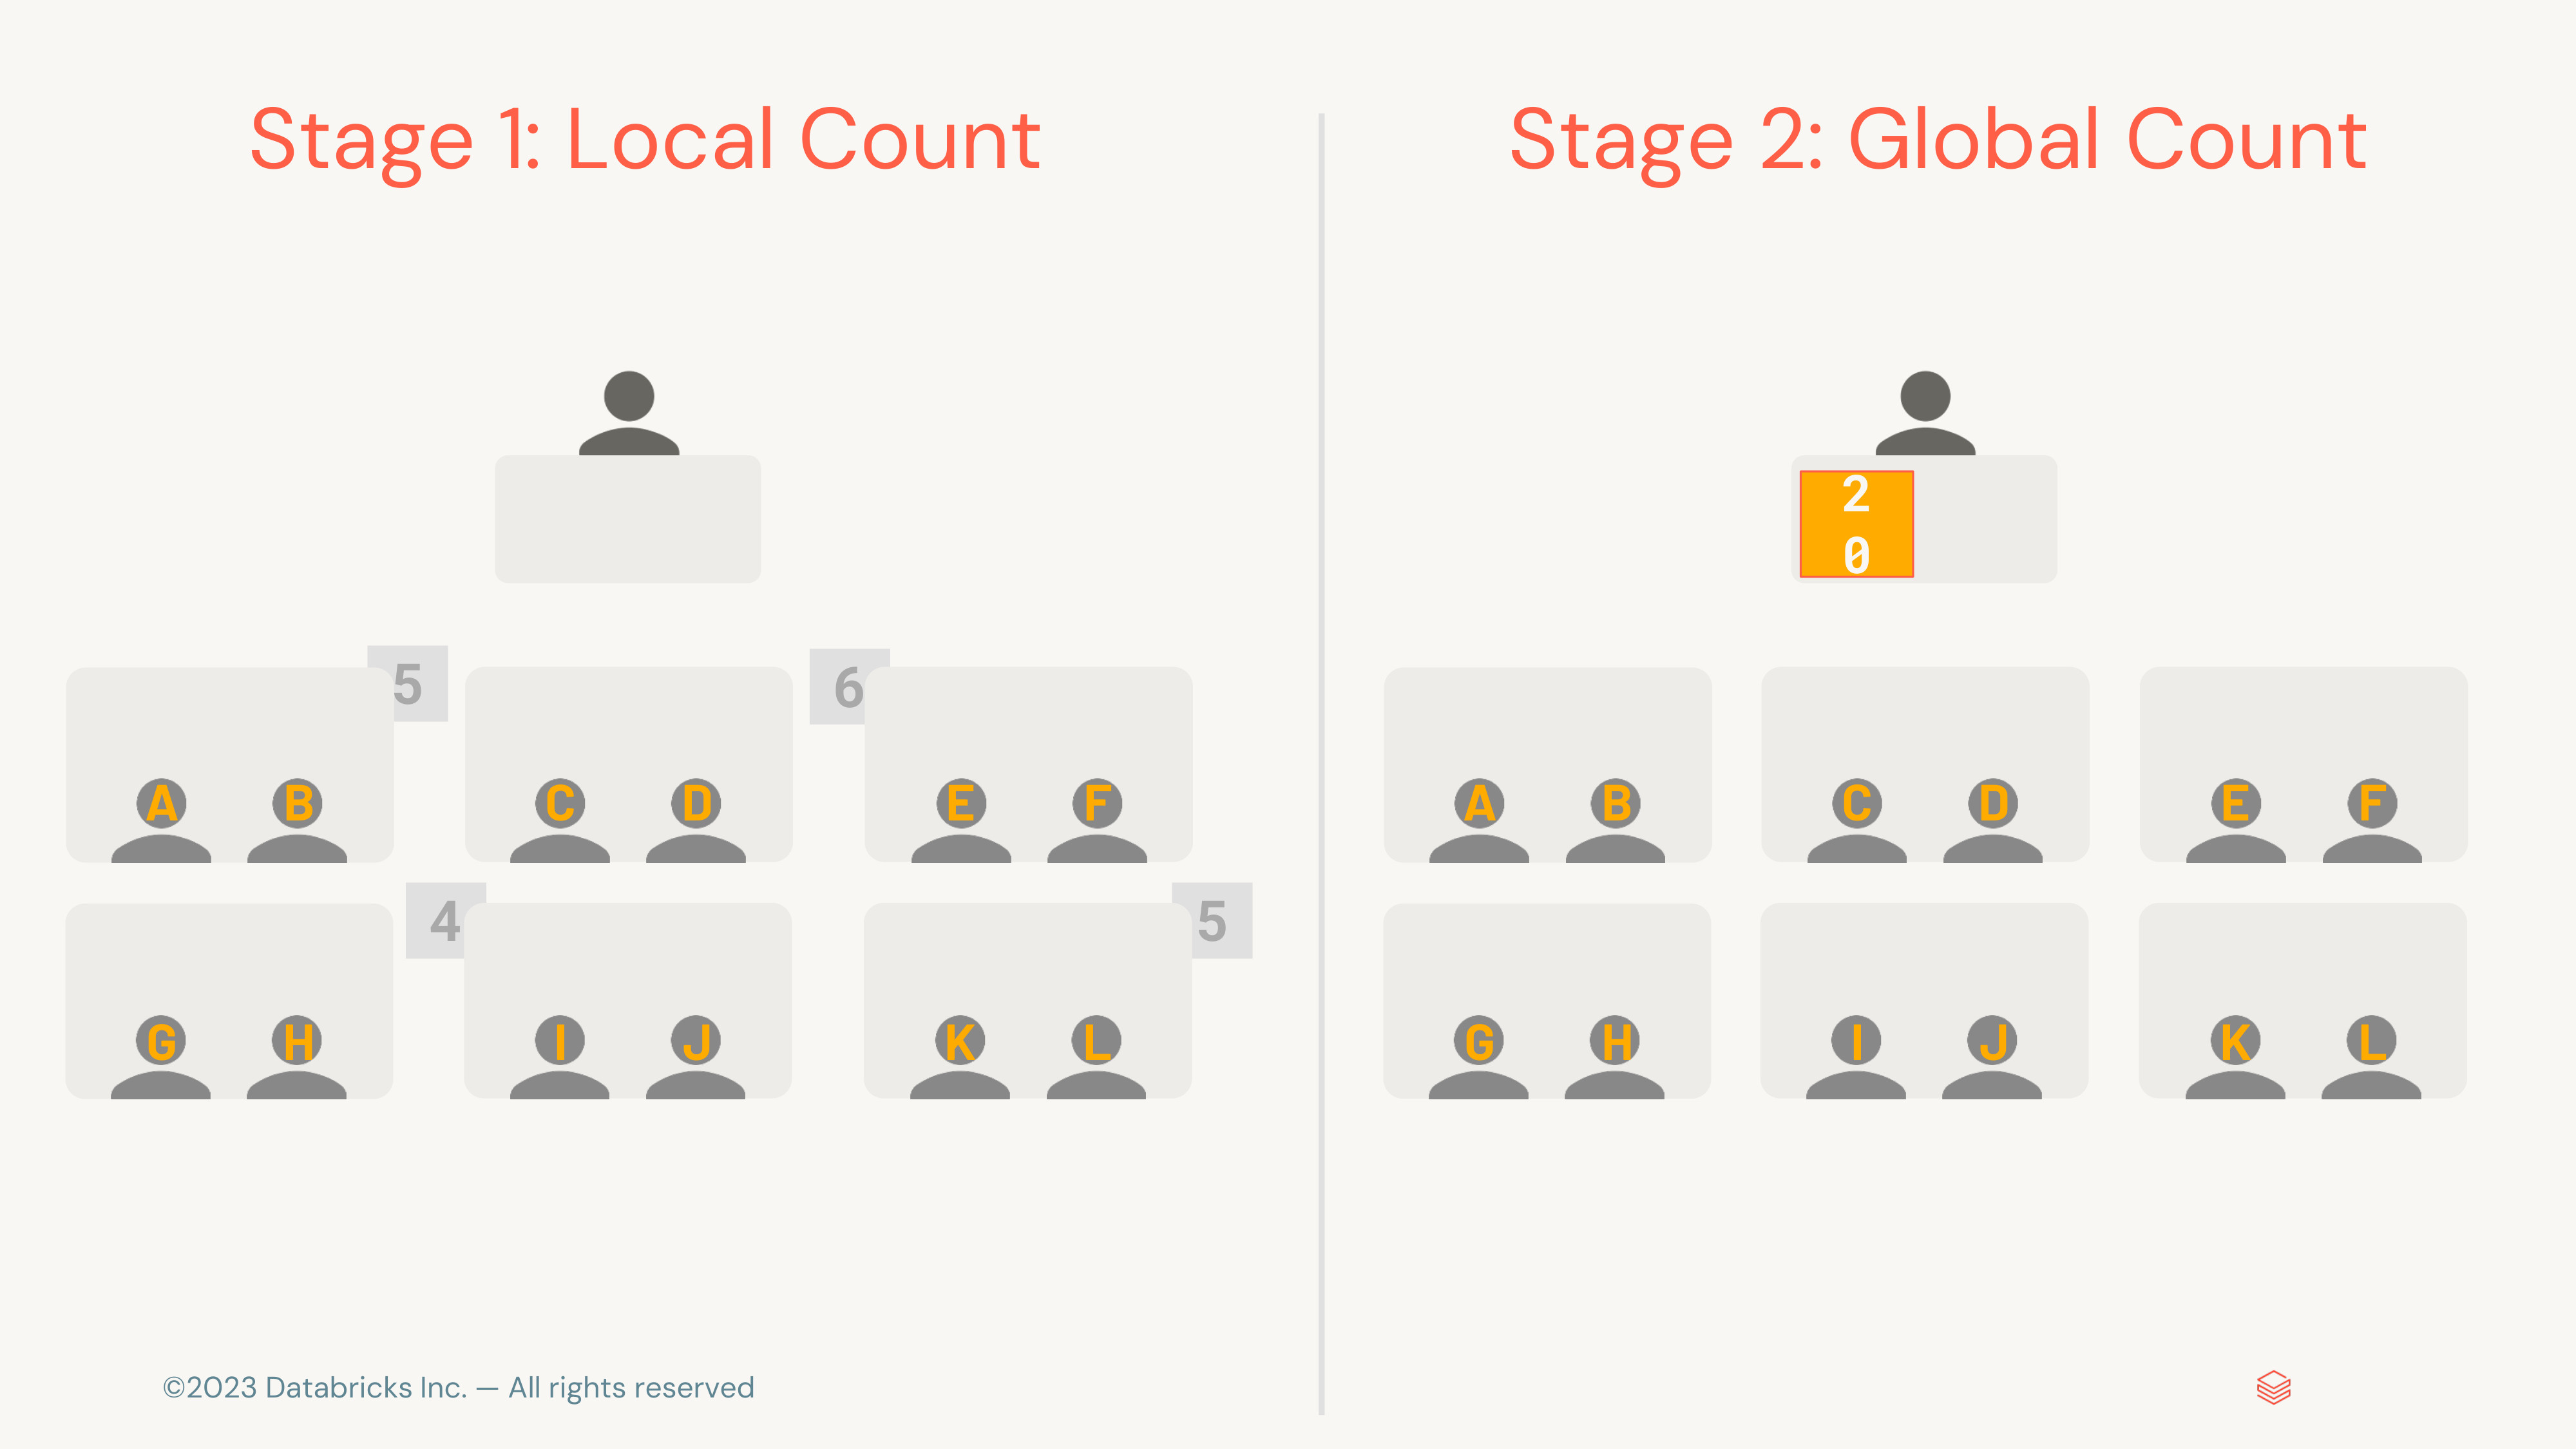 Stage 1: Local Count
Stage 2: Global Count
2
0
5
6
A B C D E F
A B C D E F
4
5
G H I J K L
G H I J K L
©2023 Databricks Inc. — All rights reserved